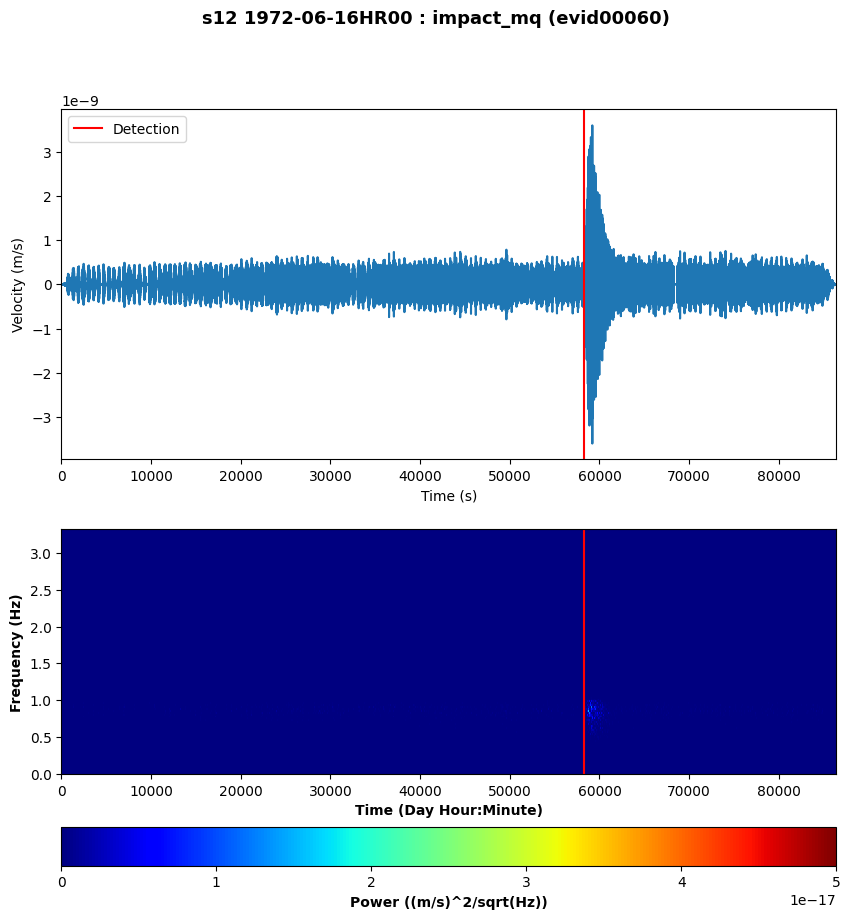 s12 1972-06-16HR00 : impact_mq (evid00060)
1e−9
Detection
3
2
1
0
−1
−2
−3
Velocity (m/s)
0 10000 20000 30000 40000 50000 60000 70000 80000
Time (s)
3.0
2.5
2.0
1.5
1.0
0.5
0.0
Frequency (Hz)
0 10000 20000 30000 40000 50000 60000 70000 80000
Time (Day Hour:Minute)
0 1 2 3 4 5
1e−17
Power ((m/s)^2/sqrt(Hz))